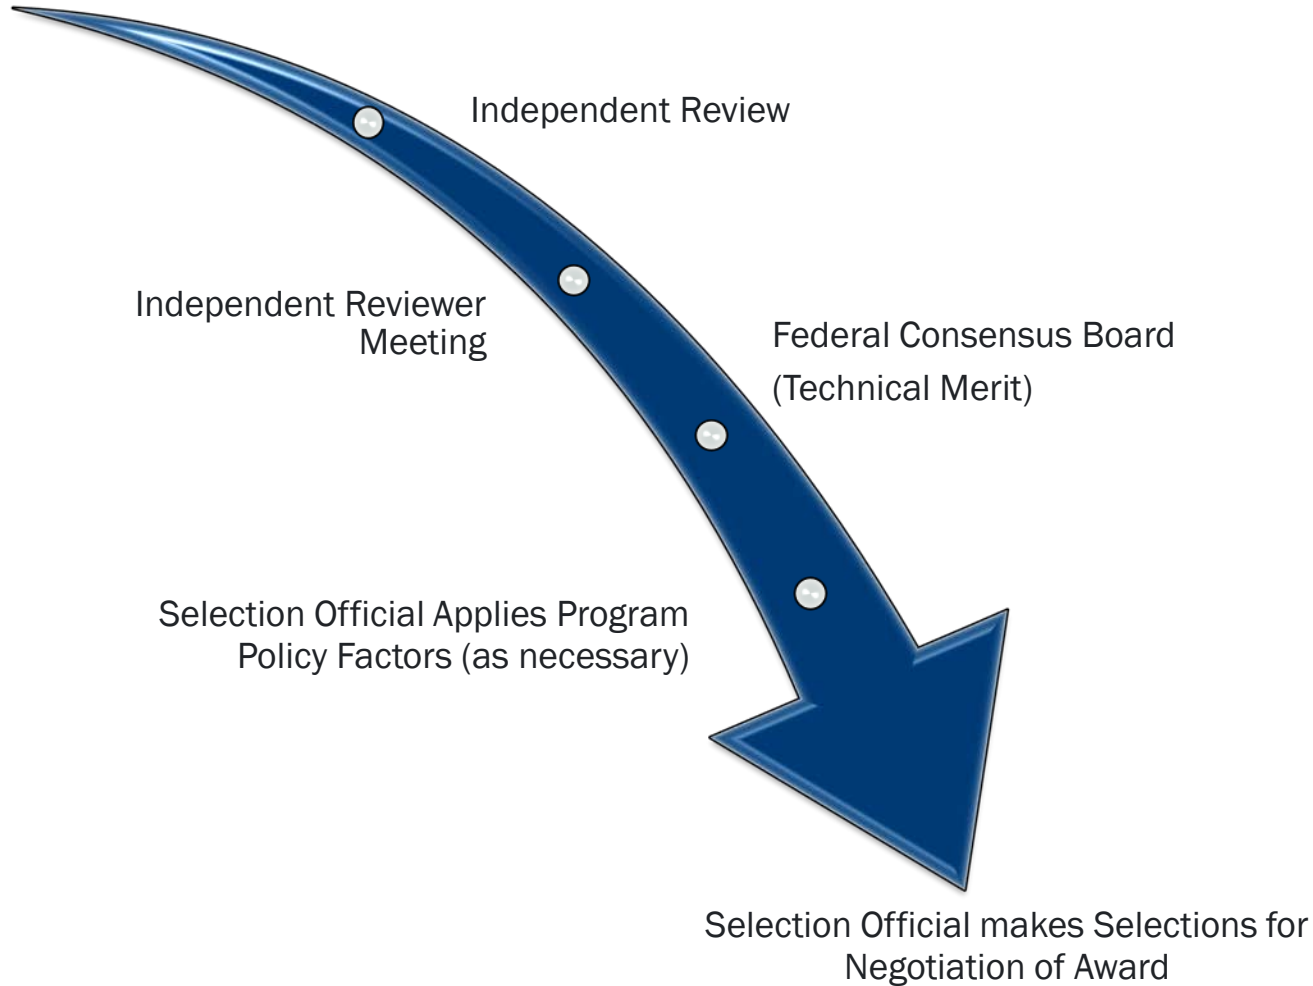 Independent Review
Independent Reviewer
Meeting
Federal Consensus Board
(Technical Merit)
Selection Official Applies Program
Policy Factors (as necessary)
Selection Official makes Selections for
Negotiation of Award